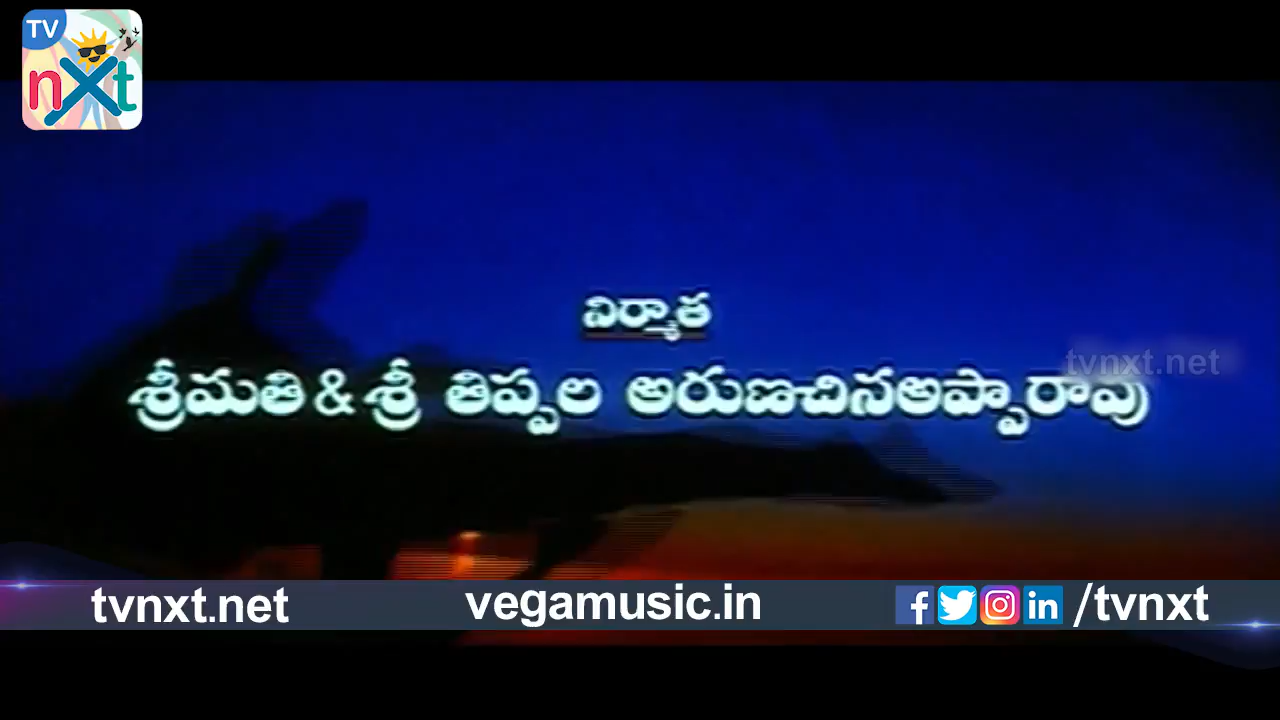 TV
nxt
నిర్మాత
శ్రీమతి & శ్రీ తిప్పల అరుణచినఅప్పారావు
tvnxt.net
tvnxt.net
vegamusic.in
/tvnxt